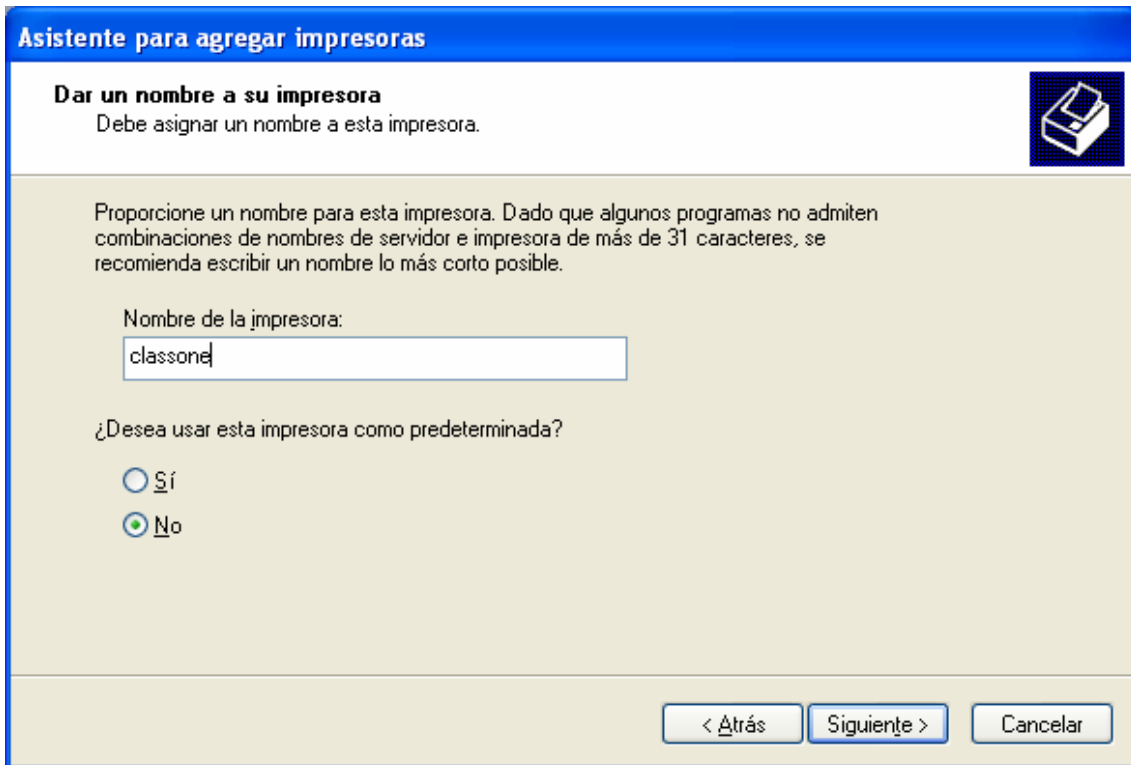 Asistente para agregar impresoras
Dar un nombre a su impresora
Debe asignar un nombre a esta impresora.
Proporcione un nombre para esta impresora. Dado que algunos programas no admiten
combinaciones de nombres de servidor e impresora de más de 31 caracteres, se
recomienda escribir un nombre lo más corto posible.
Nombre de la impresora:
classone
¿Desea usar esta impresora como predeterminada?
Sí
No
< Atrás Siguiente > Cancelar